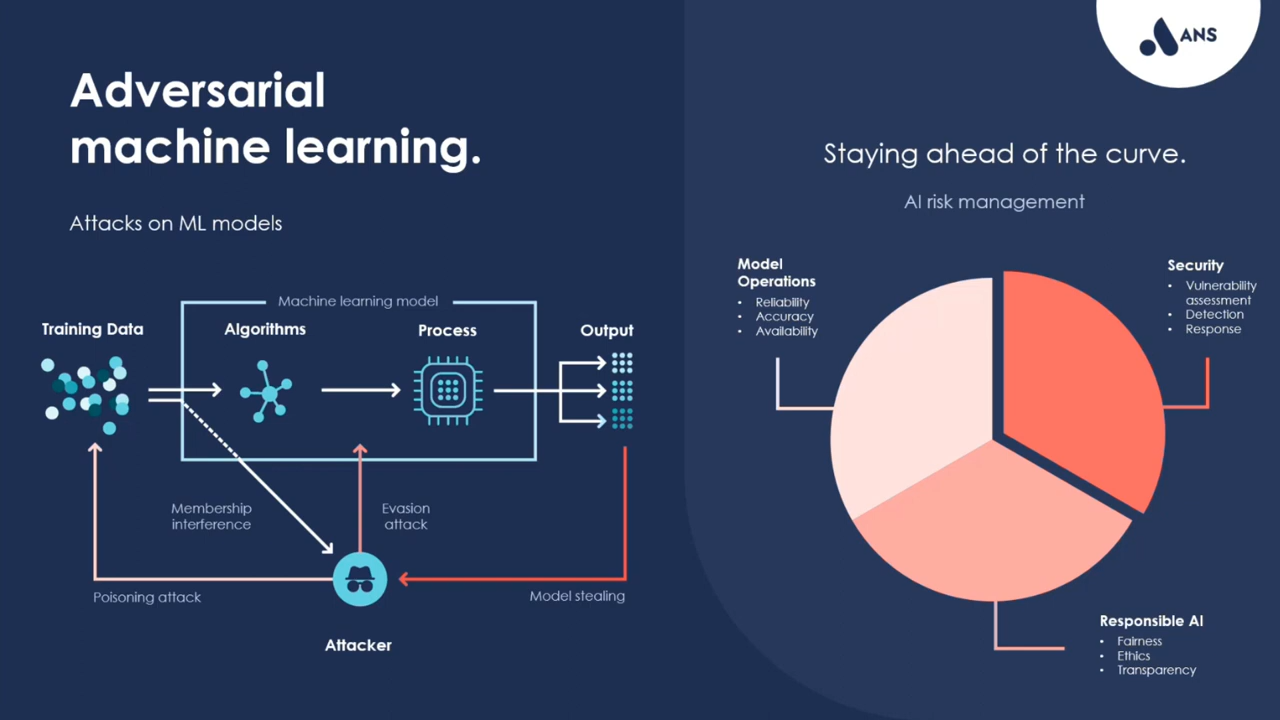 Adversarial
machine learning.
Attacks on ML models
Machine learning model
Training Data
Algorithms
Process
Output
Membership
interference
Evasion
attack
Poisoning attack
Model stealing
Attacker
ANS
Staying ahead of the curve.
AI risk management
Model
Operations
• Reliability
• Accuracy
• Availability
Security
• Vulnerability
assessment
• Detection
• Response
Responsible AI
• Fairness
• Ethics
• Transparency